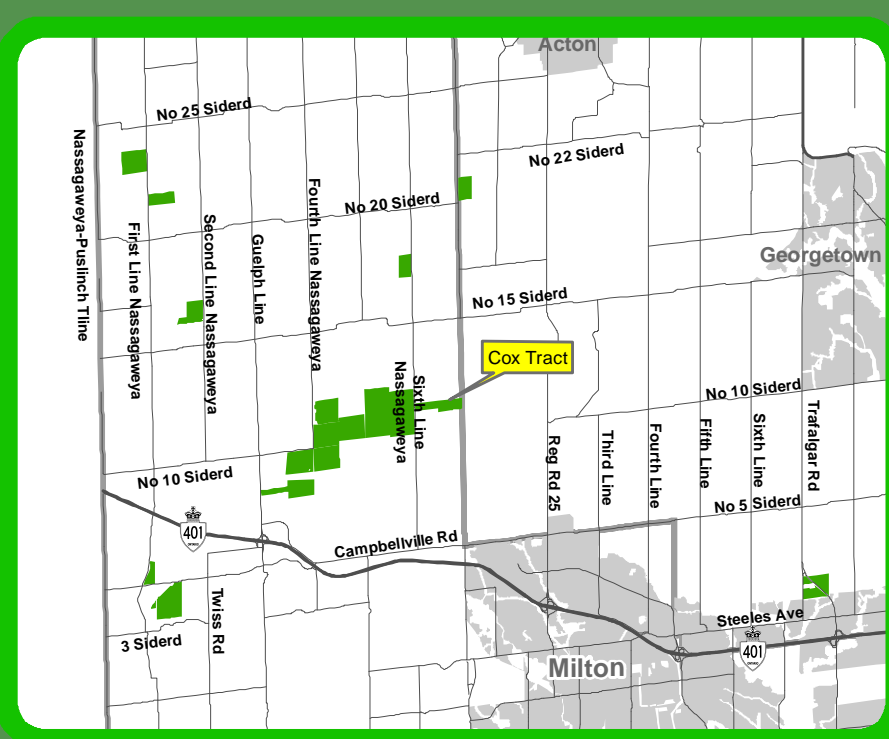 Acton
No 25 Siderd
No 22 Siderd
Nassagaweya-Puslinch Tline
No 20 Siderd
Fourth Line Nassagaweya
First Line Nassagaweya
Second Line Nassagaweya
Guelph Line
Georgetown
No 15 Siderd
Cox Tract
Sixth Line
Nassagaweya
No 10 Siderd
Trafalgar Rd
Sixth Line
Fifth Line
Fourth Line
Third Line
Reg Rd 25
No 10 Siderd
No 5 Siderd
401
ONTARIO
Campbellville Rd
Twiss Rd
3 Siderd
Steeles Ave
401
ONTARIO
Milton